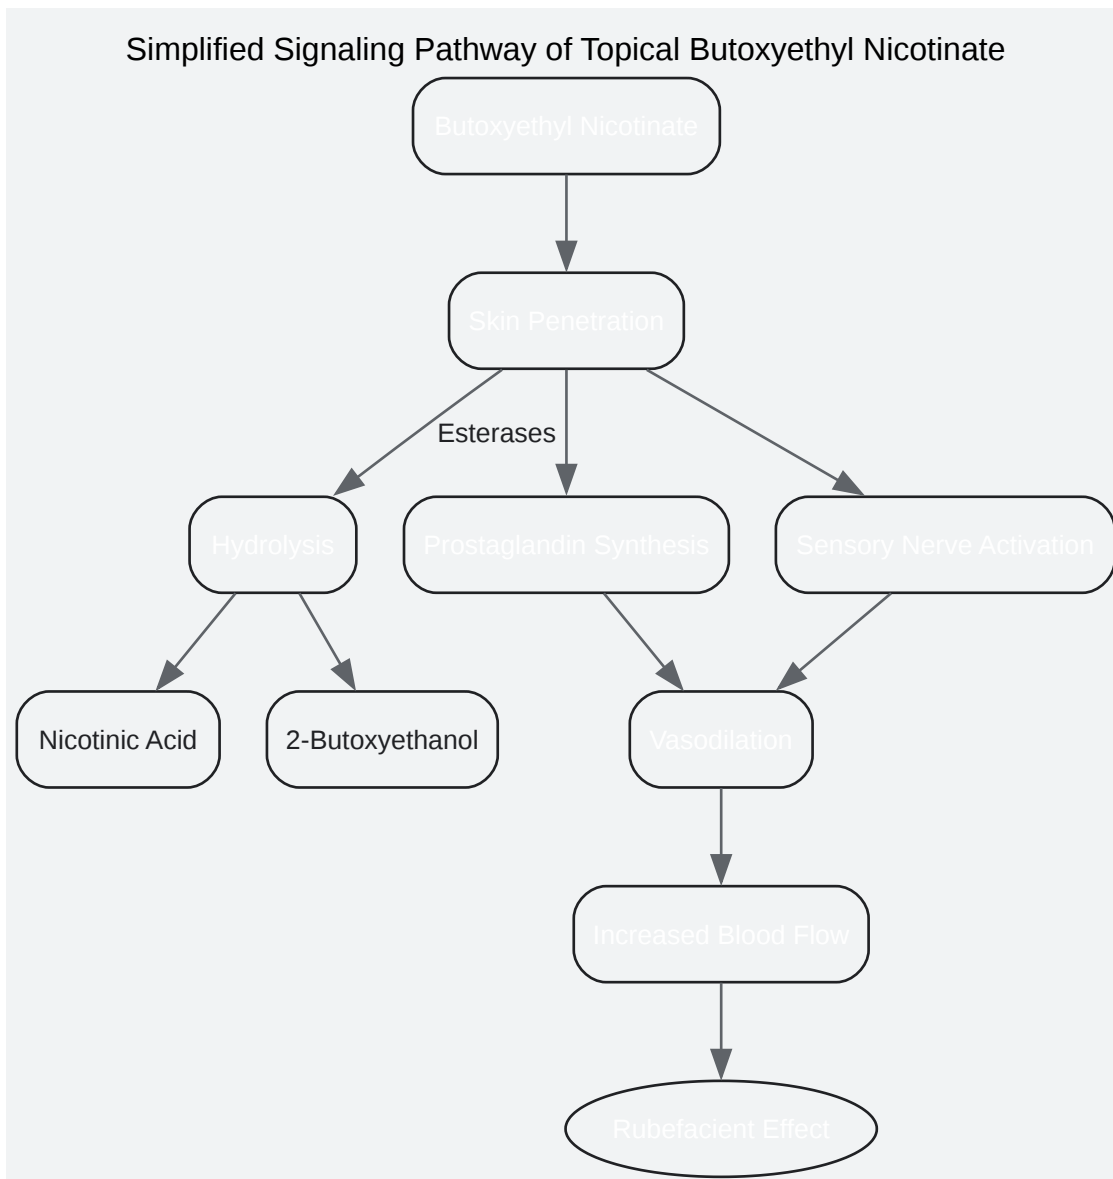 Simplified Signaling Pathway of Topical Butoxyethyl Nicotinate
Butoxyethyl Nicotinate
Skin Penetration
Esterases
Hydrolysis
Prostaglandin Synthesis
Sensory Nerve Activation
Nicotinic Acid
2-Butoxyethanol
Vasodilation
Increased Blood Flow
Rubefacient Effect